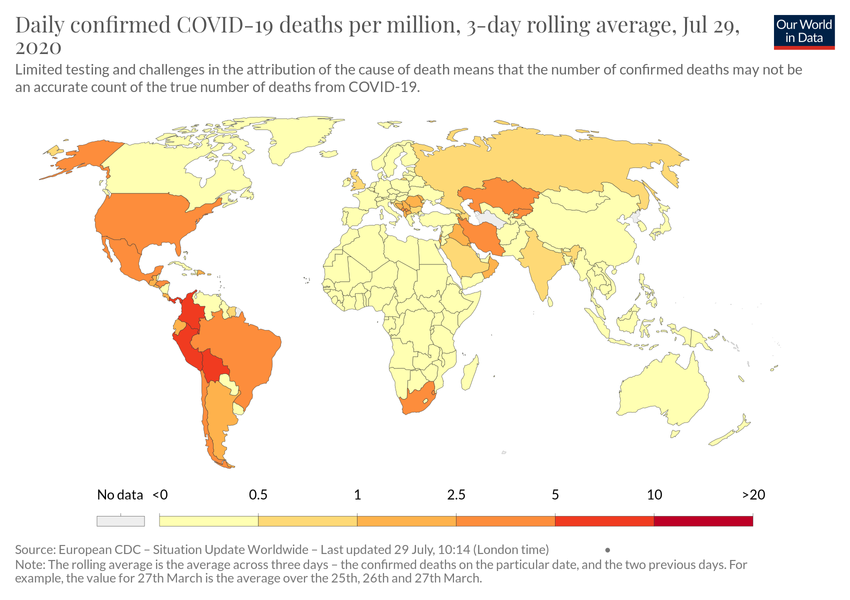 Daily confirmed COVID-19 deaths per million, 3-day rolling average, Jul 29,
2020
Our World
in Data
Limited testing and challenges in the attribution of the cause of death means that the number of confirmed deaths may not be
an accurate count of the true number of deaths from COVID-19.
No data <0 0.5 1 2.5 5 10 >20
Source: European CDC – Situation Update Worldwide – Last updated 29 July, 10:14 (London time)
Note: The rolling average is the average across three days – the confirmed deaths on the particular date, and the two previous days. For
example, the value for 27th March is the average over the 25th, 26th and 27th March.